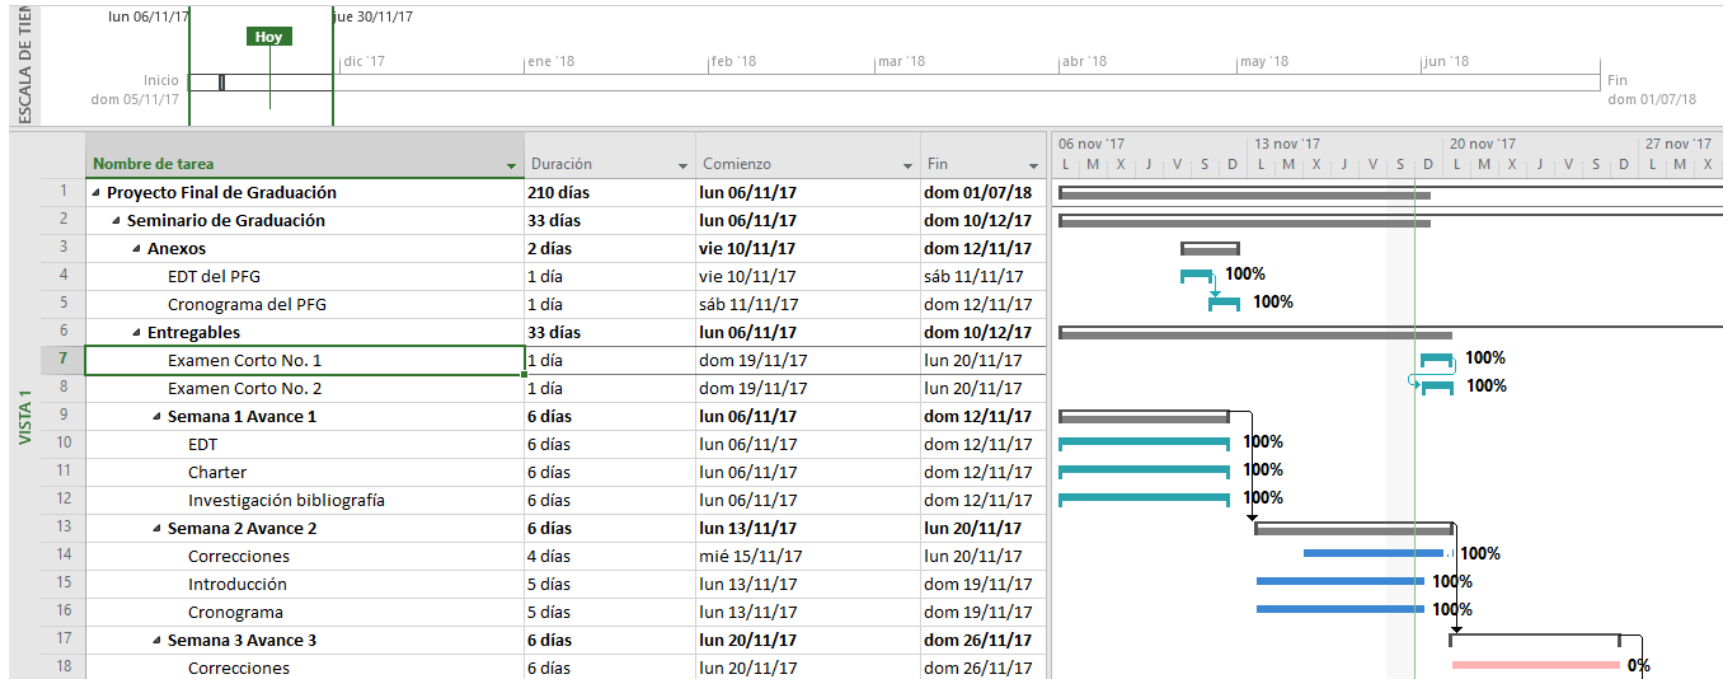 ESCALA DE TIEN
lun 06/11/17
jue 30/11/17
Hoy
dic '17
ene '18
feb '18
mar '18
abr '18
may '18
jun '18
Inicio
dom 05/11/17
Fin
dom 01/07/18
VISTA 1
Nombre de tarea Duración Comienzo Fin
06 nov '17 13 nov '17 20 nov '17 27 nov '17
L M X J V S D L M X J V S D L M X J V S D L M X
1 Proyecto Final de Graduación 210 días lun 06/11/17 dom 01/07/18
2 Seminario de Graduación 33 días lun 06/11/17 dom 10/12/17
3 Anexos 2 días vie 10/11/17 dom 12/11/17
4 EDT del PFG 1 día vie 10/11/17 sáb 11/11/17 100%
5 Cronograma del PFG 1 día sáb 11/11/17 dom 12/11/17 100%
6 Entregables 33 días lun 06/11/17 dom 10/12/17
7 Examen Corto No. 1 1 día dom 19/11/17 lun 20/11/17 100%
8 Examen Corto No. 2 1 día dom 19/11/17 lun 20/11/17 100%
9 Semana 1 Avance 1 6 días lun 06/11/17 dom 12/11/17
10 EDT 6 días lun 06/11/17 dom 12/11/17 100%
11 Charter 6 días lun 06/11/17 dom 12/11/17 100%
12 Investigación bibliografía 6 días lun 06/11/17 dom 12/11/17 100%
13 Semana 2 Avance 2 6 días lun 13/11/17 lun 20/11/17
14 Correcciones 4 días mié 15/11/17 lun 20/11/17 100%
15 Introducción 5 días lun 13/11/17 dom 19/11/17 100%
16 Cronograma 5 días lun 13/11/17 dom 19/11/17 100%
17 Semana 3 Avance 3 6 días lun 20/11/17 dom 26/11/17
18 Correcciones 6 días lun 20/11/17 dom 26/11/17 0%